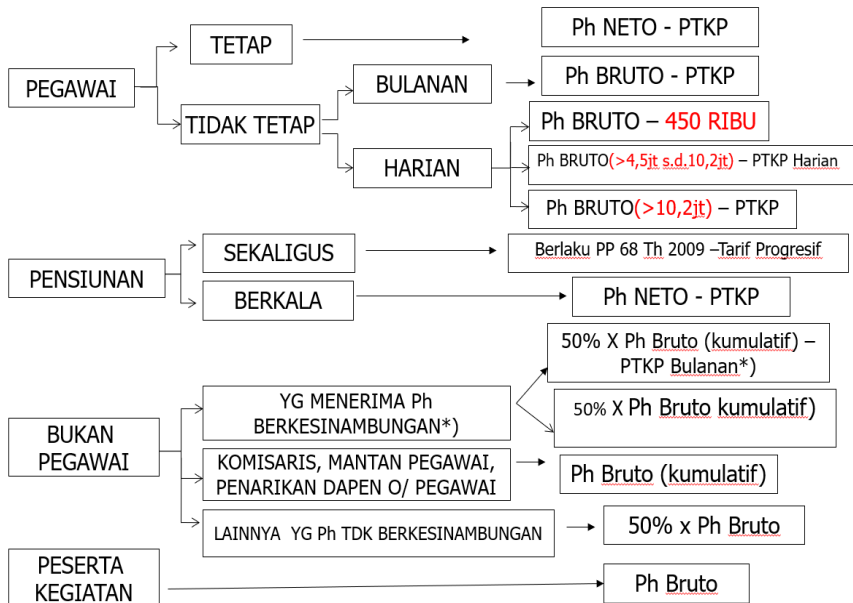 PEGAWAI
TETAP
Ph NETO - PTKP
TIDAK TETAP
BULANAN
Ph BRUTO - PTKP
HARIAN
Ph BRUTO – 450 RIBU
Ph BRUTO(>4,5jt s.d.10,2jt) – PTKP Harian
Ph BRUTO(>10,2jt) – PTKP
PENSIUNAN
SEKALIGUS
Berlaku PP 68 Th 2009 –Tarif Progresif
BERKALA
Ph NETO - PTKP
BUKAN
PEGAWAI
YG MENERIMA Ph
BERKESINAMBUNGAN*)
50% X Ph Bruto (kumulatif) –
PTKP Bulanan*)
50% X Ph Bruto kumulatif)
KOMISARIS, MANTAN PEGAWAI,
PENARIKAN DAPEN O/ PEGAWAI
Ph Bruto (kumulatif)
LAINNYA YG Ph TDK BERKESINAMBUNGAN
50% x Ph Bruto
PESERTA
KEGIATAN
Ph Bruto